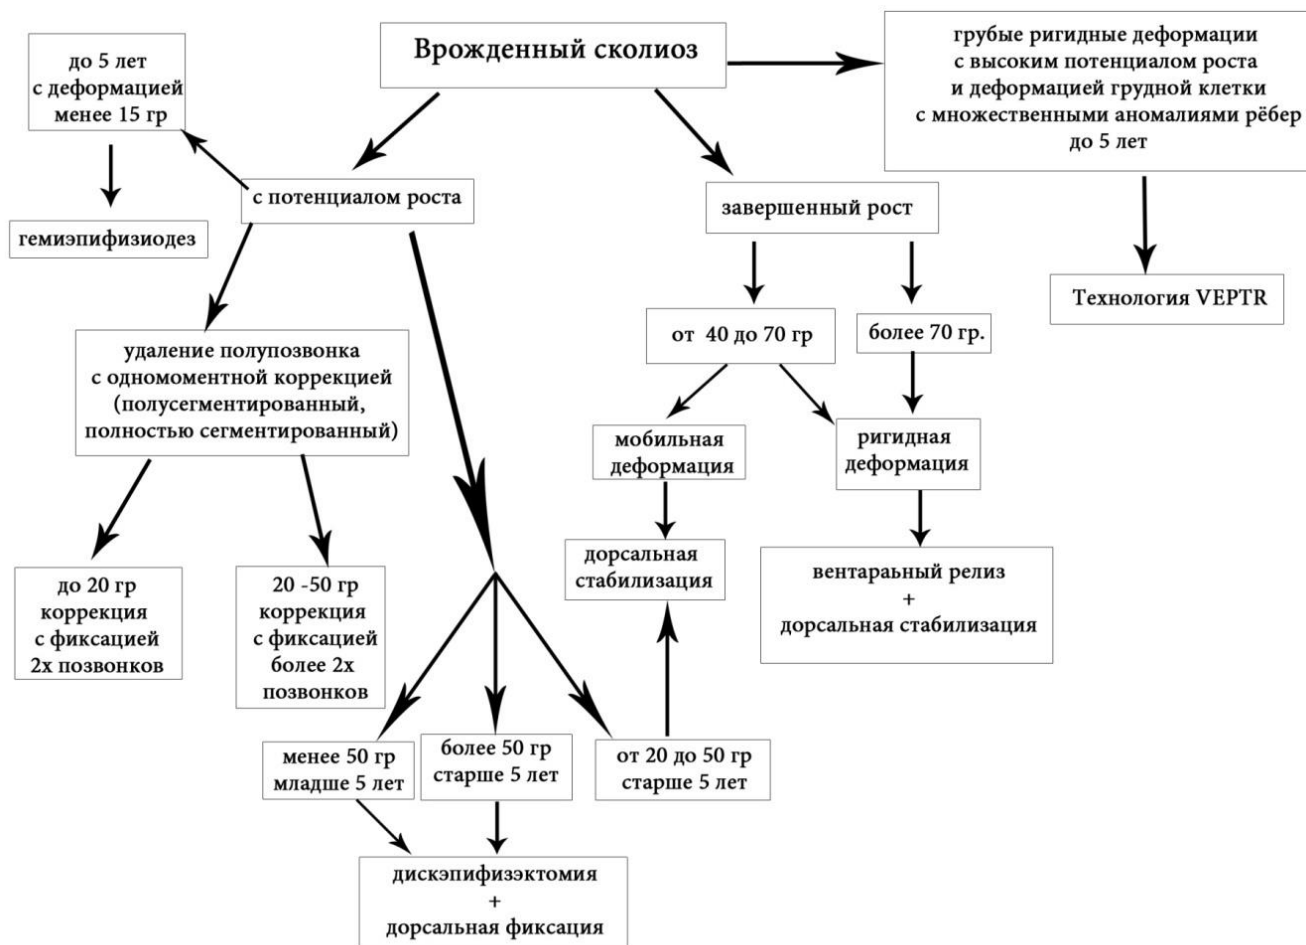 Врожденный сколиоз
до 5 лет
с деформацией
менее 15 гр
грубые ригидные деформации
с высоким потенциалом роста
и деформацией грудной клетки
с множественными аномалиями рёбер
до 5 лет
с потенциалом роста
завершенный рост
гемиэпифизиодез
Технология VEPTR
удаление полупозвонка
с одномоментной коррекцией
(полусегментированный,
полностью сегментированный)
от 40 до 70 гр
более 70 гр.
мобильная
деформация
ригидная
деформация
до 20 гр
коррекция
с фиксацией
2х позвонков
20 -50 гр
коррекция
с фиксацией
более 2х
позвонков
дорсальная
стабилизация
вентараьный релиз
+
дорсальная стабилизация
менее 50 гр
младше 5 лет
более 50 гр
старше 5 лет
от 20 до 50 гр
старше 5 лет
дискэпифизэктомия
+
дорсальная фиксация